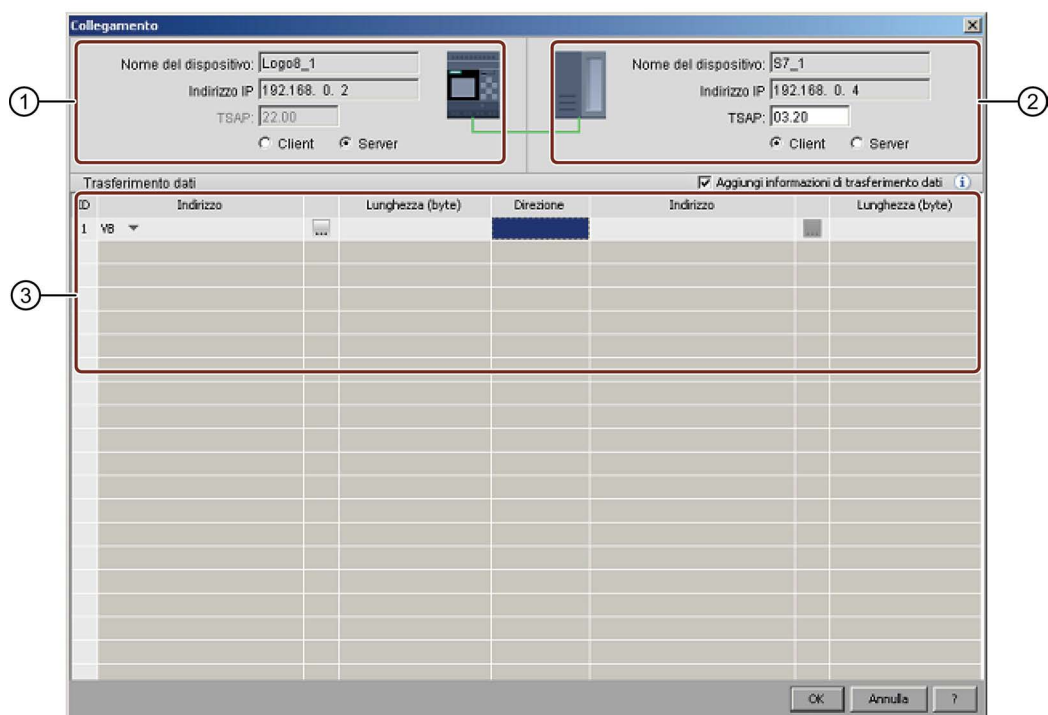 Collegamento
Nome del dispositivo: Logo8_1
Indirizzo IP 192.168. 0. 2
TSAP: 22.00
Client Server
Nome del dispositivo: S7_1
Indirizzo IP 192.168. 0. 4
TSAP: 03.20
Client Server
1
2
Trasferimento dati
Aggiungi informazioni di trasferimento dati i
ID Indirizzo Lunghezza (byte) Direzione Indirizzo Lunghezza (byte)
1 VB ... ...
3
OK Annulla ?